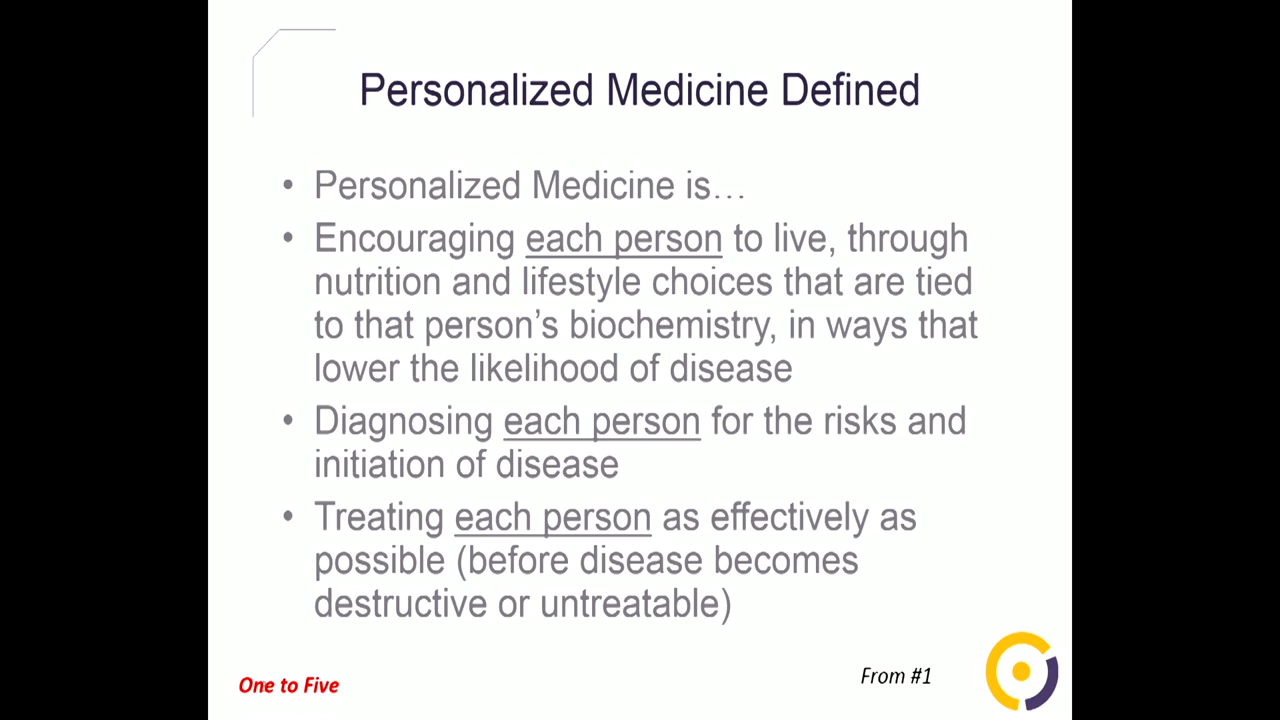 Personalized Medicine Defined
• Personalized Medicine is…
• Encouraging each person to live, through
nutrition and lifestyle choices that are tied
to that person’s biochemistry, in ways that
lower the likelihood of disease
• Diagnosing each person for the risks and
initiation of disease
• Treating each person as effectively as
possible (before disease becomes
destructive or untreatable)
From #1
One to Five